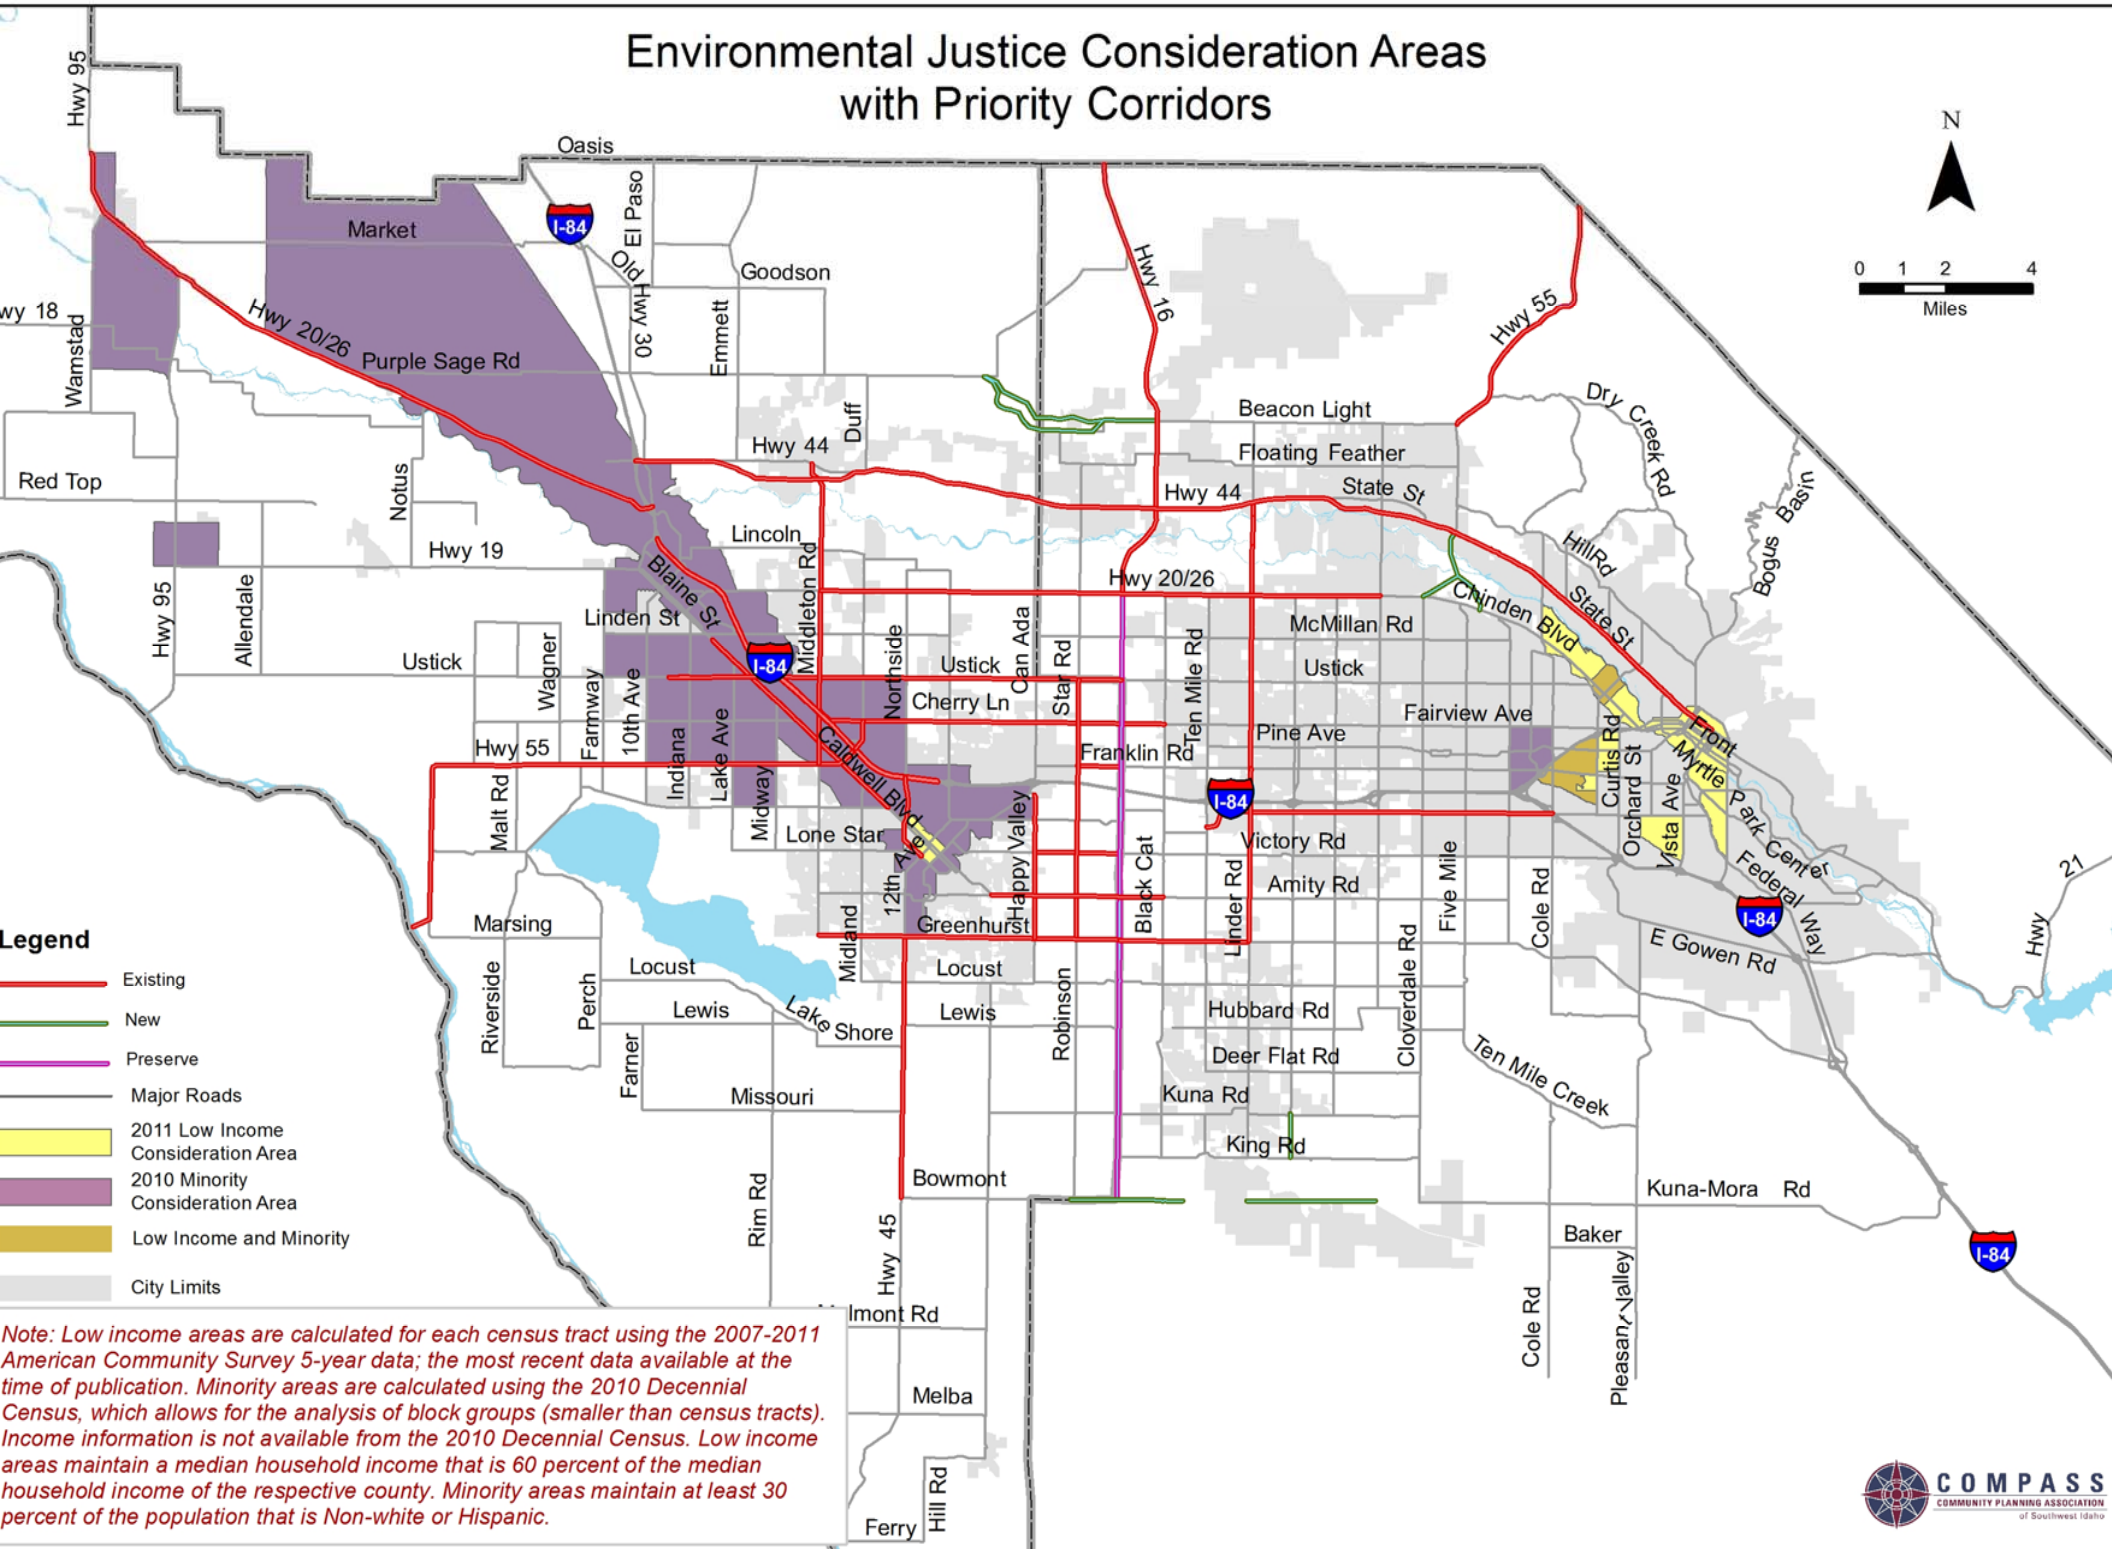 Environmental Justice Consideration Areas
with Priority Corridors
N
0 1 2 4
Miles
Hwy 95
Oasis
El Paso
I-84
Market
Old Hwy 30
Goodson
Hwy 16
Hwy 55
wy 18
Hwy 20/26
Wamstad
Purple Sage Rd
Emmett
Duff
Beacon Light
Dry Creek Rd
Hwy 44
Floating Feather
Red Top
Notus
Hwy 44
State St
Bogus Basin
Lincoln
Hwy 19
Middleton Rd
Hill Rd
Hwy 20/26
Blaine St
Chinden Blvd
State St
Hwy 95
Allendale
Linden St
McMillan Rd
Wagner
Ustick
I-84
Northside
Ustick
Can Ada
Star Rd
Ten Mile Rd
Ustick
Farmway
10th Ave
Cherry Ln
Fairview Ave
Indiana
Lake Ave
Hwy 55
Caldwell Blvd
Franklin Rd
Pine Ave
Front
Myrtle
Curtis Rd
Orchard St
Vista Ave
Park Center
Malt Rd
Midway
I-84
Lone Star
Happy Valley
Victory Rd
12th Ave
Black Cat
Linder Rd
Amity Rd
Five Mile
Cole Rd
Federal Way
I-84
21
Hwy
Marsing
Midland
Greenhurst
Cloverdale Rd
E Gowen Rd
Riverside
Perch
Locust
Locust
Robinson
Lewis
Lake Shore
Lewis
Hubbard Rd
Farner
Deer Flat Rd
Ten Mile Creek
Missouri
Kuna Rd
King Rd
Rim Rd
Bowmont
Kuna-Mora Rd
Hwy 45
Baker
I-84
Cole Rd
Pleasant Valley
lmont Rd
Melba
Hill Rd
Ferry
Legend
Existing
New
Preserve
Major Roads
2011 Low Income
Consideration Area
2010 Minority
Consideration Area
Low Income and Minority
City Limits
Note: Low income areas are calculated for each census tract using the 2007-2011
American Community Survey 5-year data; the most recent data available at the
time of publication. Minority areas are calculated using the 2010 Decennial
Census, which allows for the analysis of block groups (smaller than census tracts).
Income information is not available from the 2010 Decennial Census. Low income
areas maintain a median household income that is 60 percent of the median
household income of the respective county. Minority areas maintain at least 30
percent of the population that is Non-white or Hispanic.
COMPASS
COMMUNITY PLANNING ASSOCIATION
of Southwest Idaho